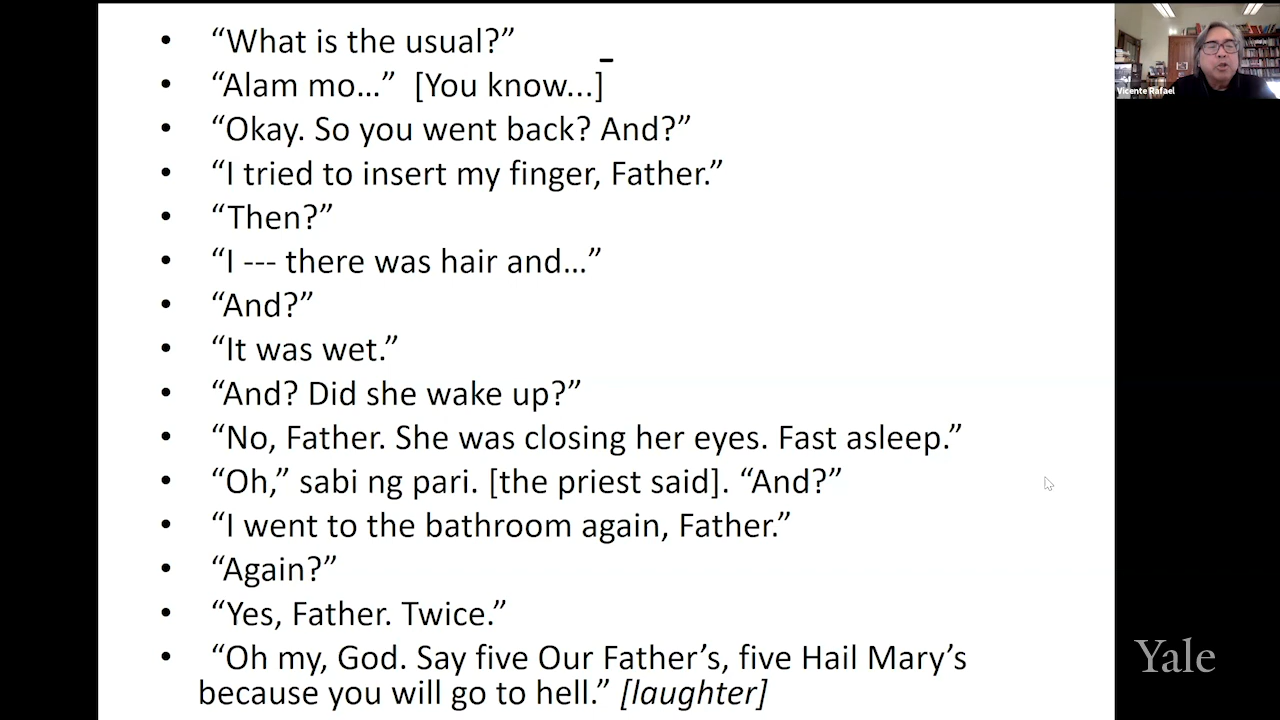 • “What is the usual?”
• “Alam mo…” [You know...]
• “Okay. So you went back? And?”
• “I tried to insert my finger, Father.”
• “Then?”
• “I --- there was hair and…”
• “And?”
• “It was wet.”
• “And? Did she wake up?”
• “No, Father. She was closing her eyes. Fast asleep.”
• “Oh,” sabi ng pari. [the priest said]. “And?”
• “I went to the bathroom again, Father.”
• “Again?”
• “Yes, Father. Twice.”
• “Oh my, God. Say five Our Father’s, five Hail Mary’s
because you will go to hell.” [laughter]
Vicente Rafael
Yale